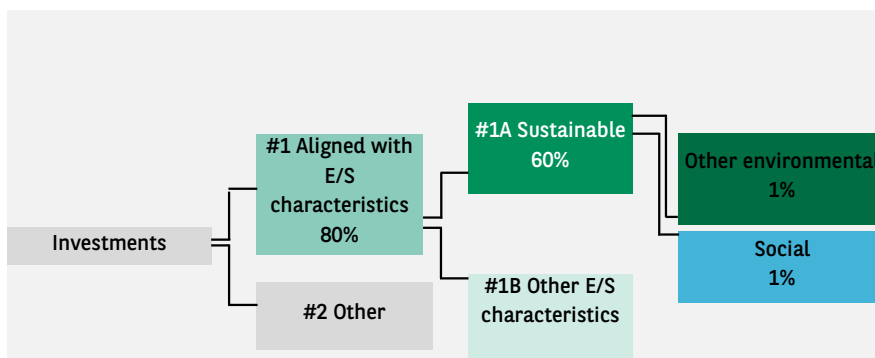 Investments
#1 Aligned with
E/S
characteristics
80%
#2 Other
#1A Sustainable
60%
#1B Other E/S
characteristics
Other environmental
1%
Social
1%